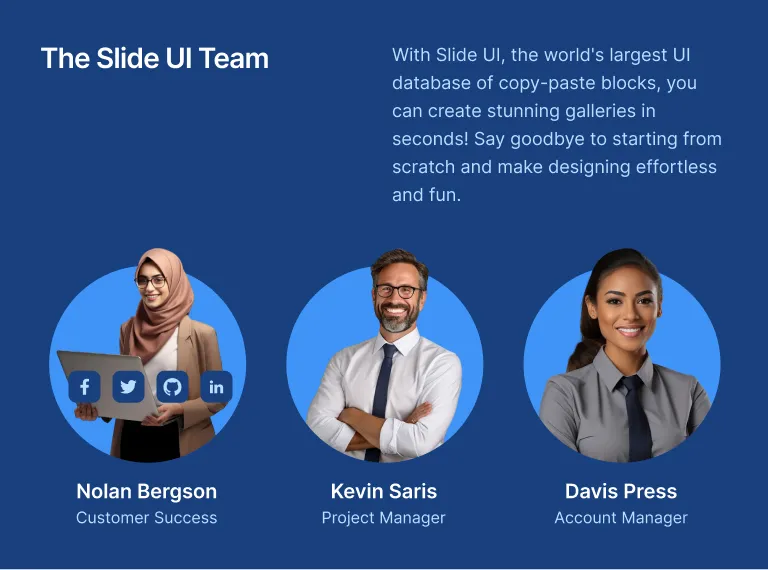 The Slide UI Team
With Slide UI, the world's largest UI
database of copy-paste blocks, you
can create stunning galleries in
seconds! Say goodbye to starting from
scratch and make designing effortless
and fun.
Nolan Bergson
Customer Success
Kevin Saris
Project Manager
Davis Press
Account Manager